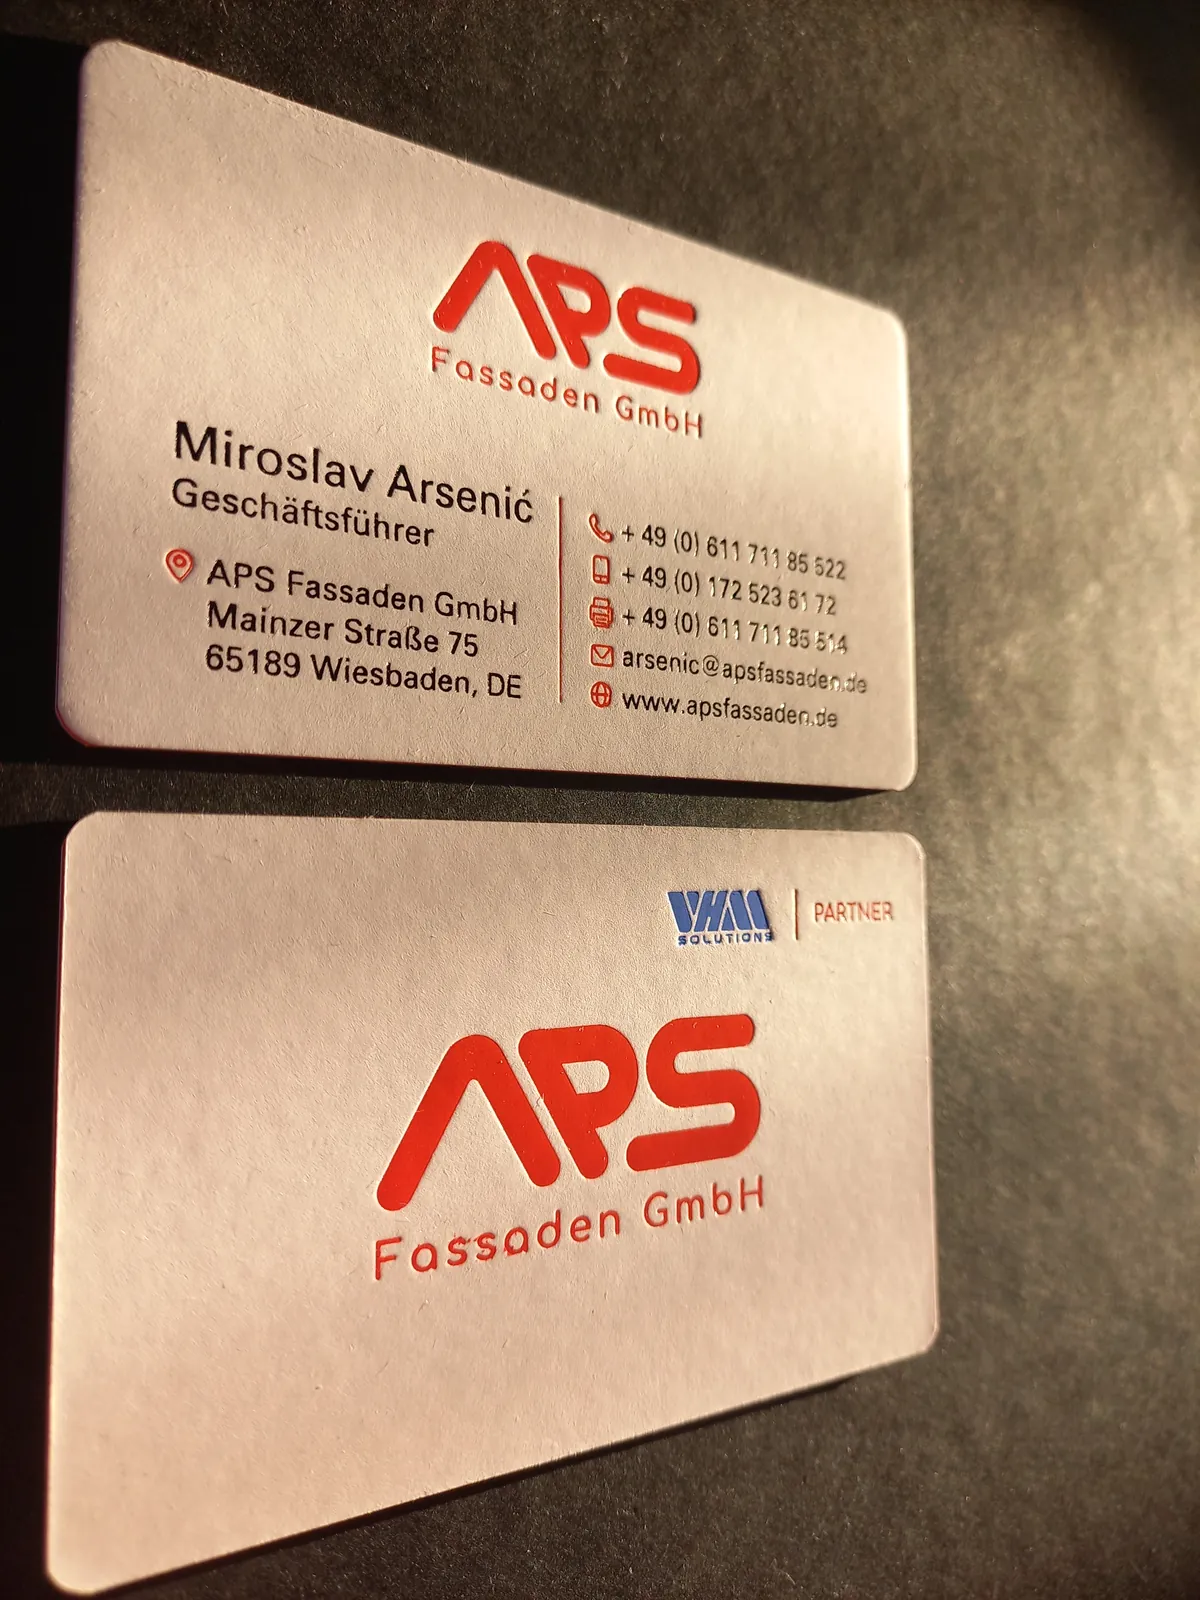 APS
Fassaden GmbH
Miroslav Arsenić
Geschäftsführer
APS Fassaden GmbH
Mainzer Straße 75
65189 Wiesbaden, DE
+ 49 (0) 611 711 85 522
+ 49 (0) 172 523 61 72
+ 49 (0) 611 711 85 514
arsenic@apsfassaden.de
www.apsfassaden.de
VHM
SOLUTIONS
PARTNER
APS
Fassaden GmbH